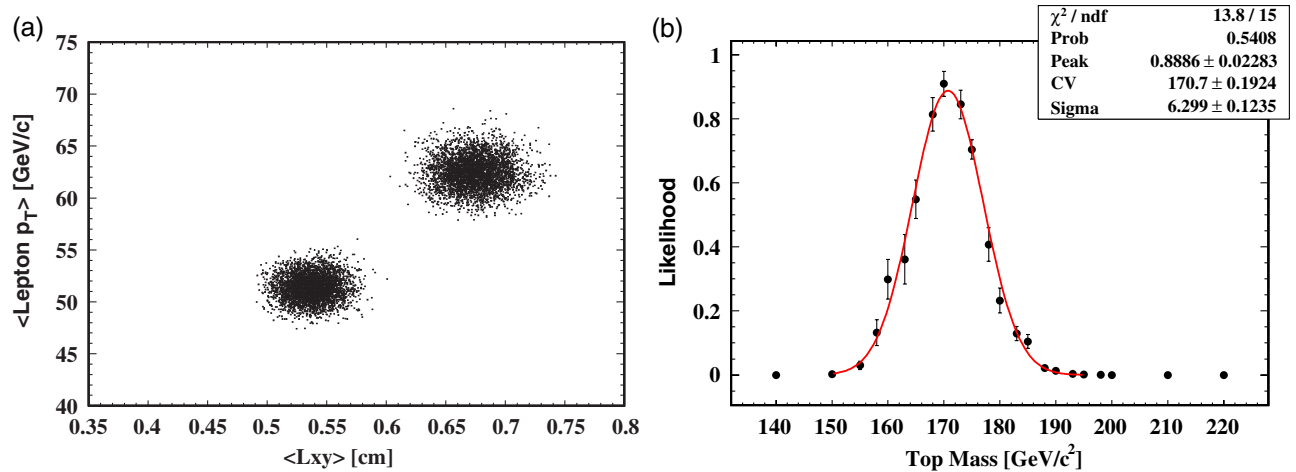 (a)
<Lepton p_T> [GeV/c]
75
70
65
60
55
50
45
40
0.35 0.4 0.45 0.5 0.55 0.6 0.65 0.7 0.75 0.8
<Lxy> [cm]
(b)
χ² / ndf 13.8 / 15
Prob 0.5408
Peak 0.8886 ± 0.02283
CV 170.7 ± 0.1924
Sigma 6.299 ± 0.1235
Likelihood
1
0.8
0.6
0.4
0.2
0
140 150 160 170 180 190 200 210 220
Top Mass [GeV/c²]